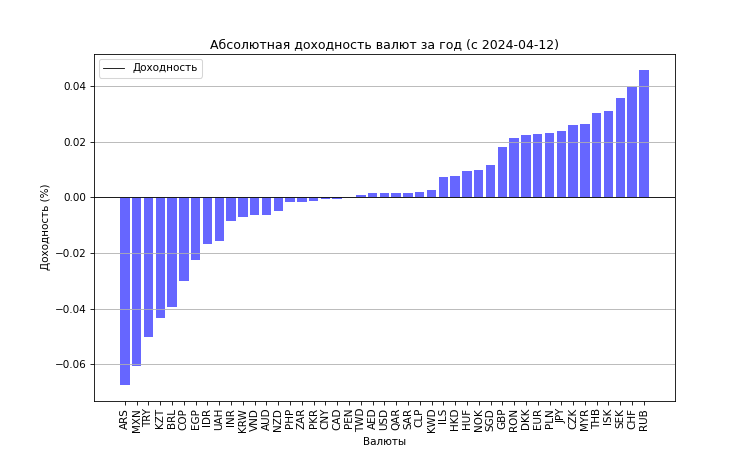 Абсолютная доходность валют за год (с 2024-04-12)
Доходность
0.04
0.02
0.00
−0.02
−0.04
−0.06
Доходность (%)
ARS MXN TRY KZT BRL COP EGP IDR UAH INR KRW VND AUD NZD PHP ZAR PKR CNY CAD PEN TWD AED USD QAR SAR CLP KWD ILS HKD HUF NOK SGD GBP RON DKK EUR PLN JPY CZK MYR THB ISK SEK CHF RUB
Валюты